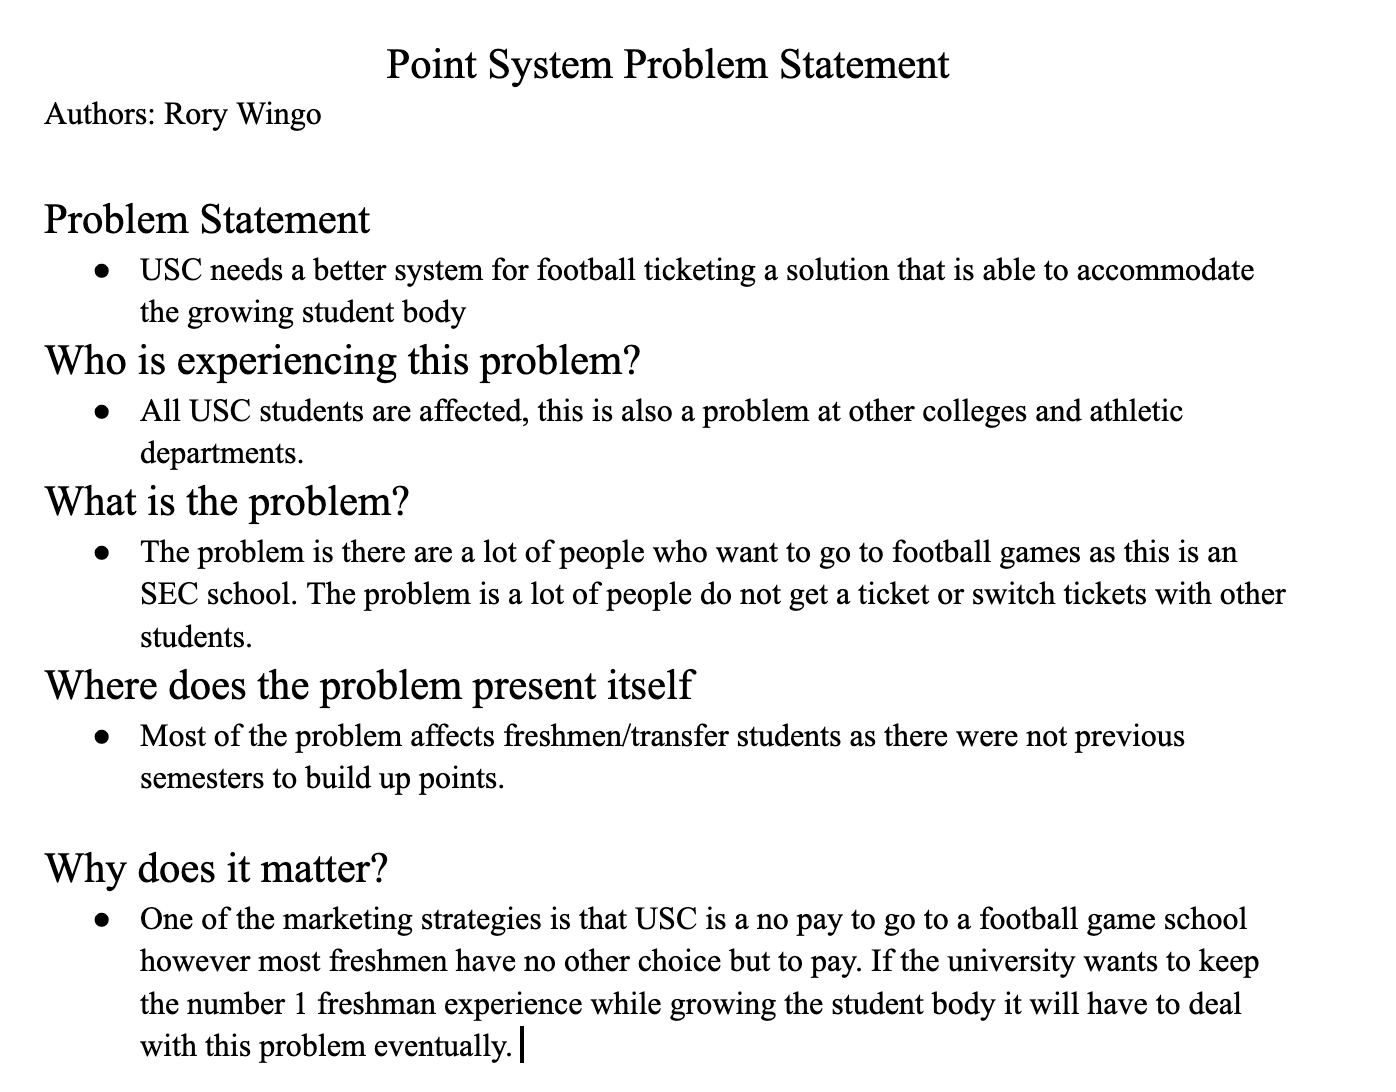 Point System Problem Statement
Authors: Rory Wingo
Problem Statement
● USC needs a better system for football ticketing a solution that is able to accommodate
the growing student body
Who is experiencing this problem?
● All USC students are affected, this is also a problem at other colleges and athletic
departments.
What is the problem?
● The problem is there are a lot of people who want to go to football games as this is an
SEC school. The problem is a lot of people do not get a ticket or switch tickets with other
students.
Where does the problem present itself
● Most of the problem affects freshmen/transfer students as there were not previous
semesters to build up points.
Why does it matter?
● One of the marketing strategies is that USC is a no pay to go to a football game school
however most freshmen have no other choice but to pay. If the university wants to keep
the number 1 freshman experience while growing the student body it will have to deal
with this problem eventually.